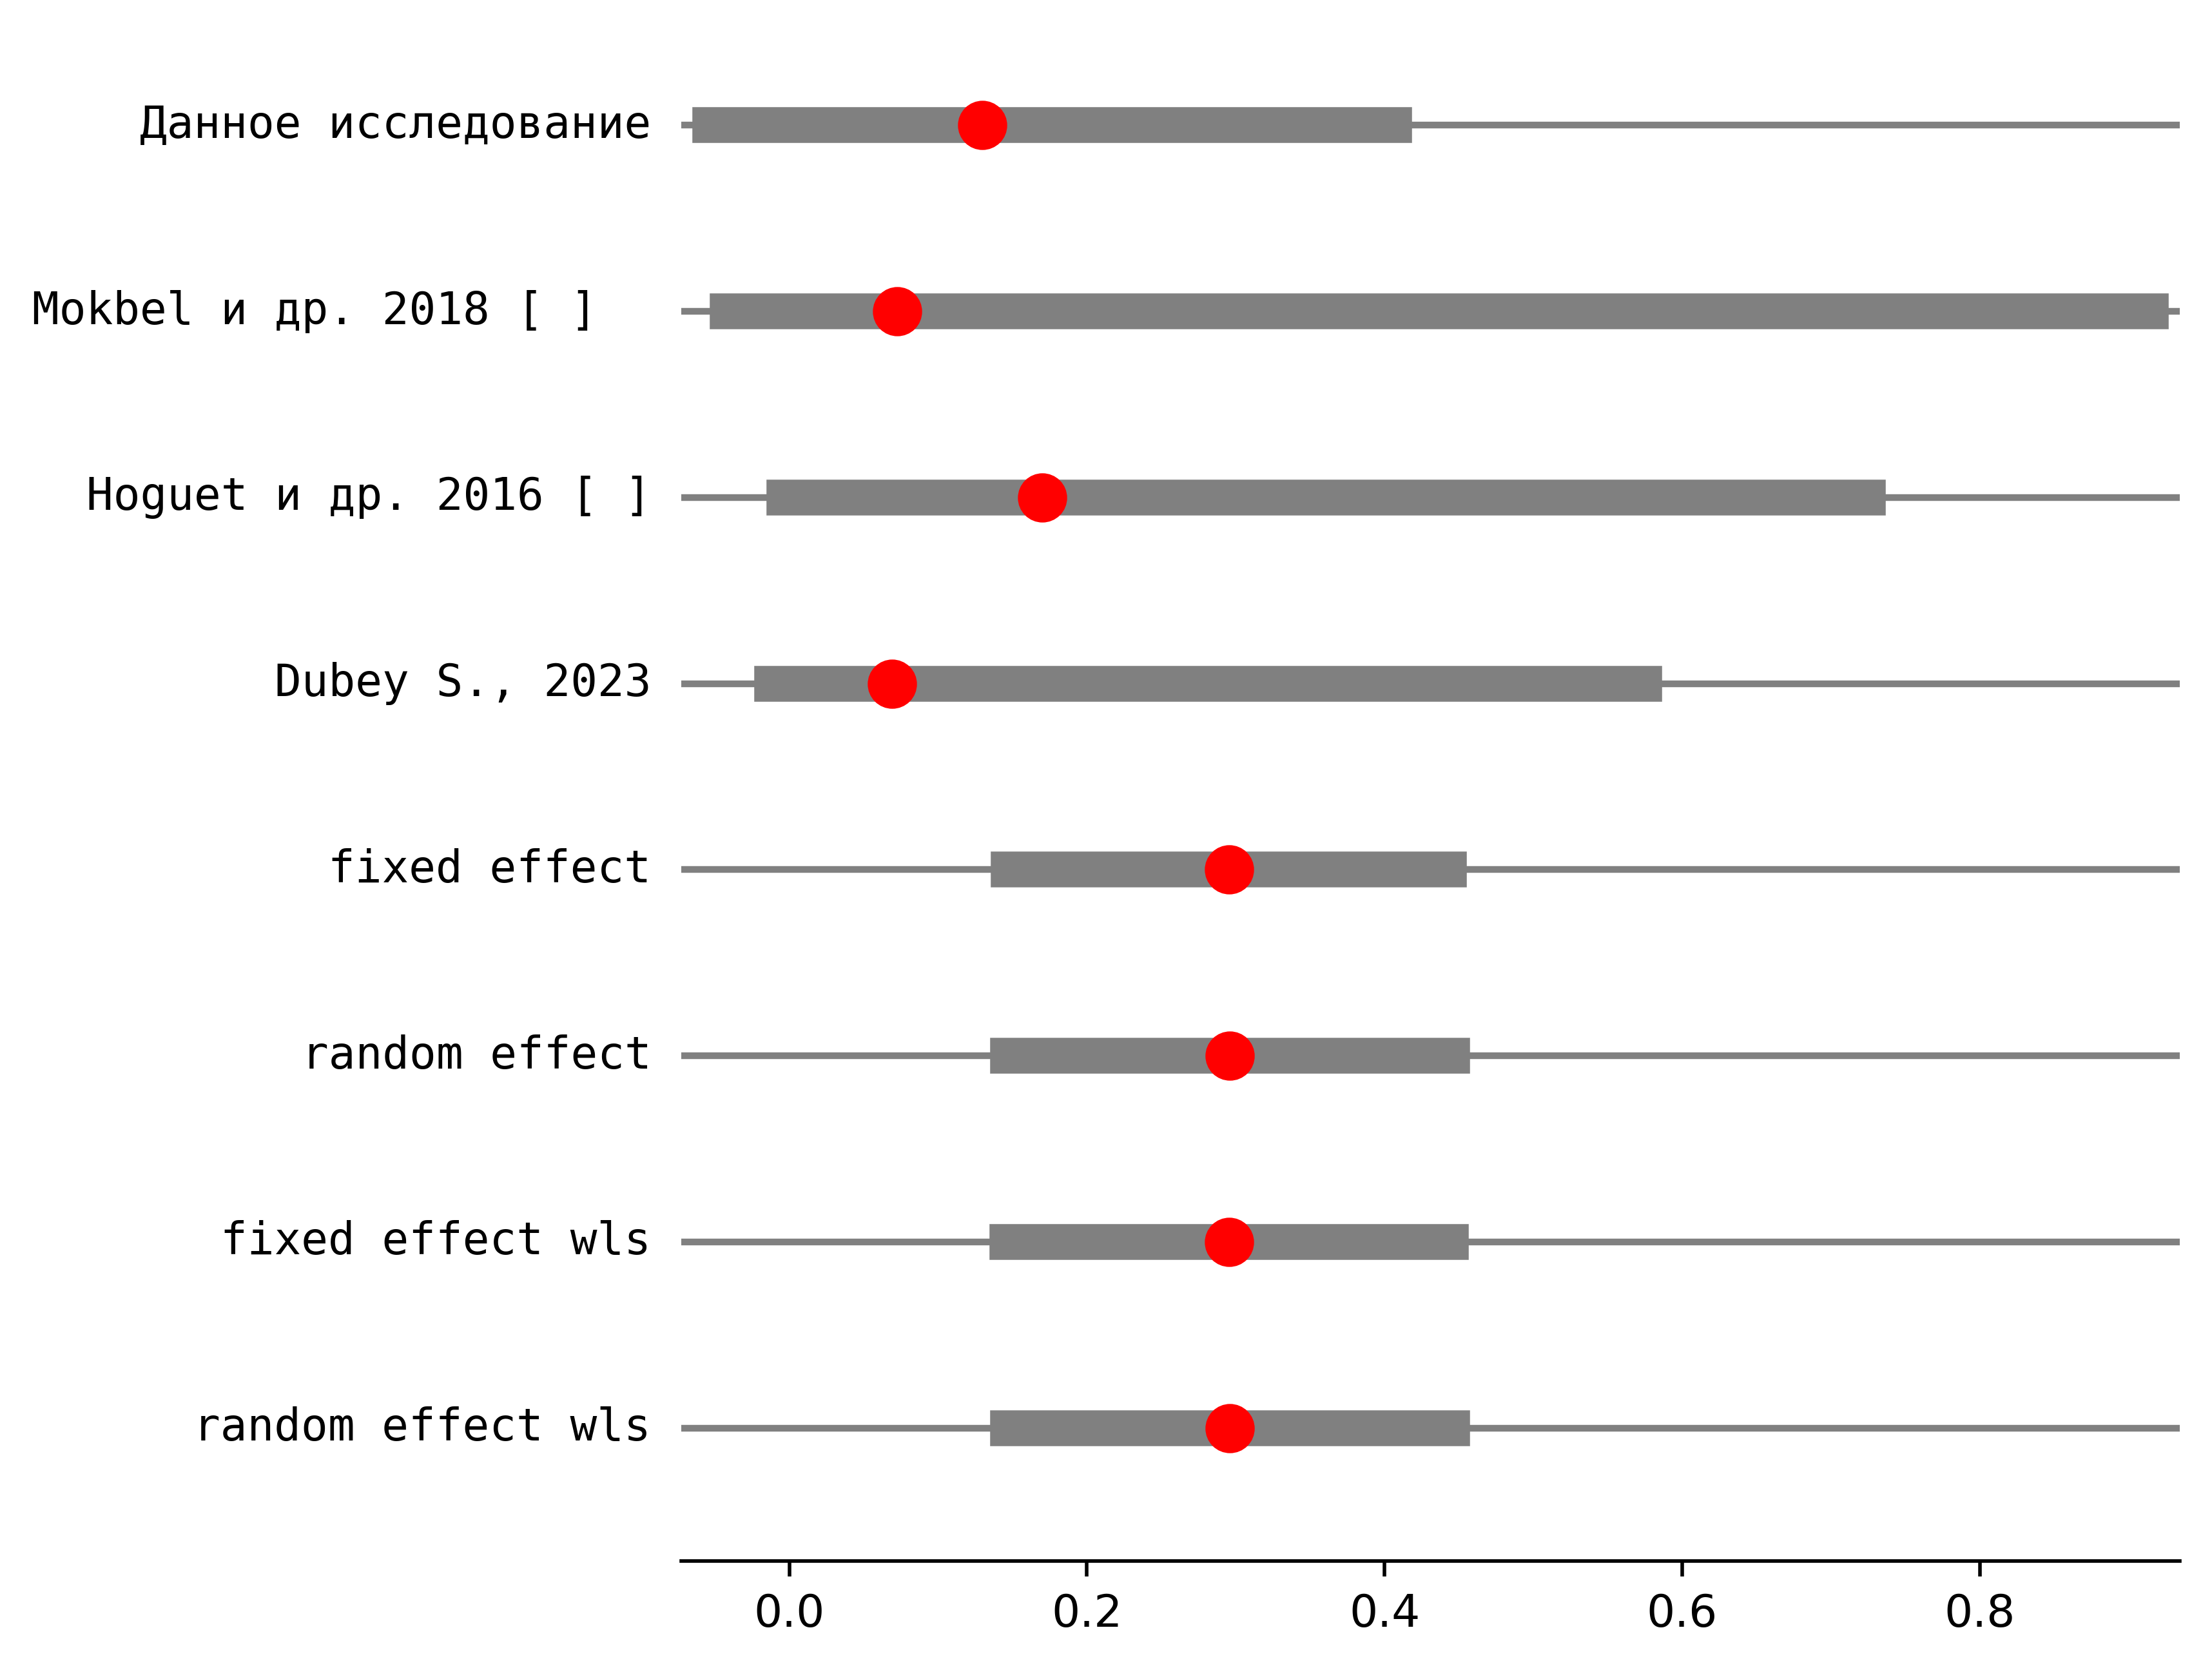 Данное исследование
Mokbel и др. 2018 [ ]
Hoguet и др. 2016 [ ]
Dubey S., 2023
fixed effect
random effect
fixed effect wls
random effect wls
0.0 0.2 0.4 0.6 0.8